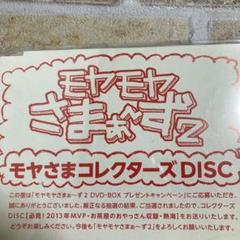 モヤモヤ
さまぁ~ず2
モヤさまコレクターズDISC
この度は「モヤモヤさまぁ~ず2 DVD-BOX プレゼントキャンペーン」にご応募いただき、
誠にありがとうございました。厳正なる抽選の結果、ご当選されましたので、コレクターズ
DISC【必見!2013年MVP・お風呂のおやっさん収録・熱海】をお送りいたします。
どうぞお楽しみください。今後も「モヤモヤさまぁ~ず2」をよろしくお願いいたします。